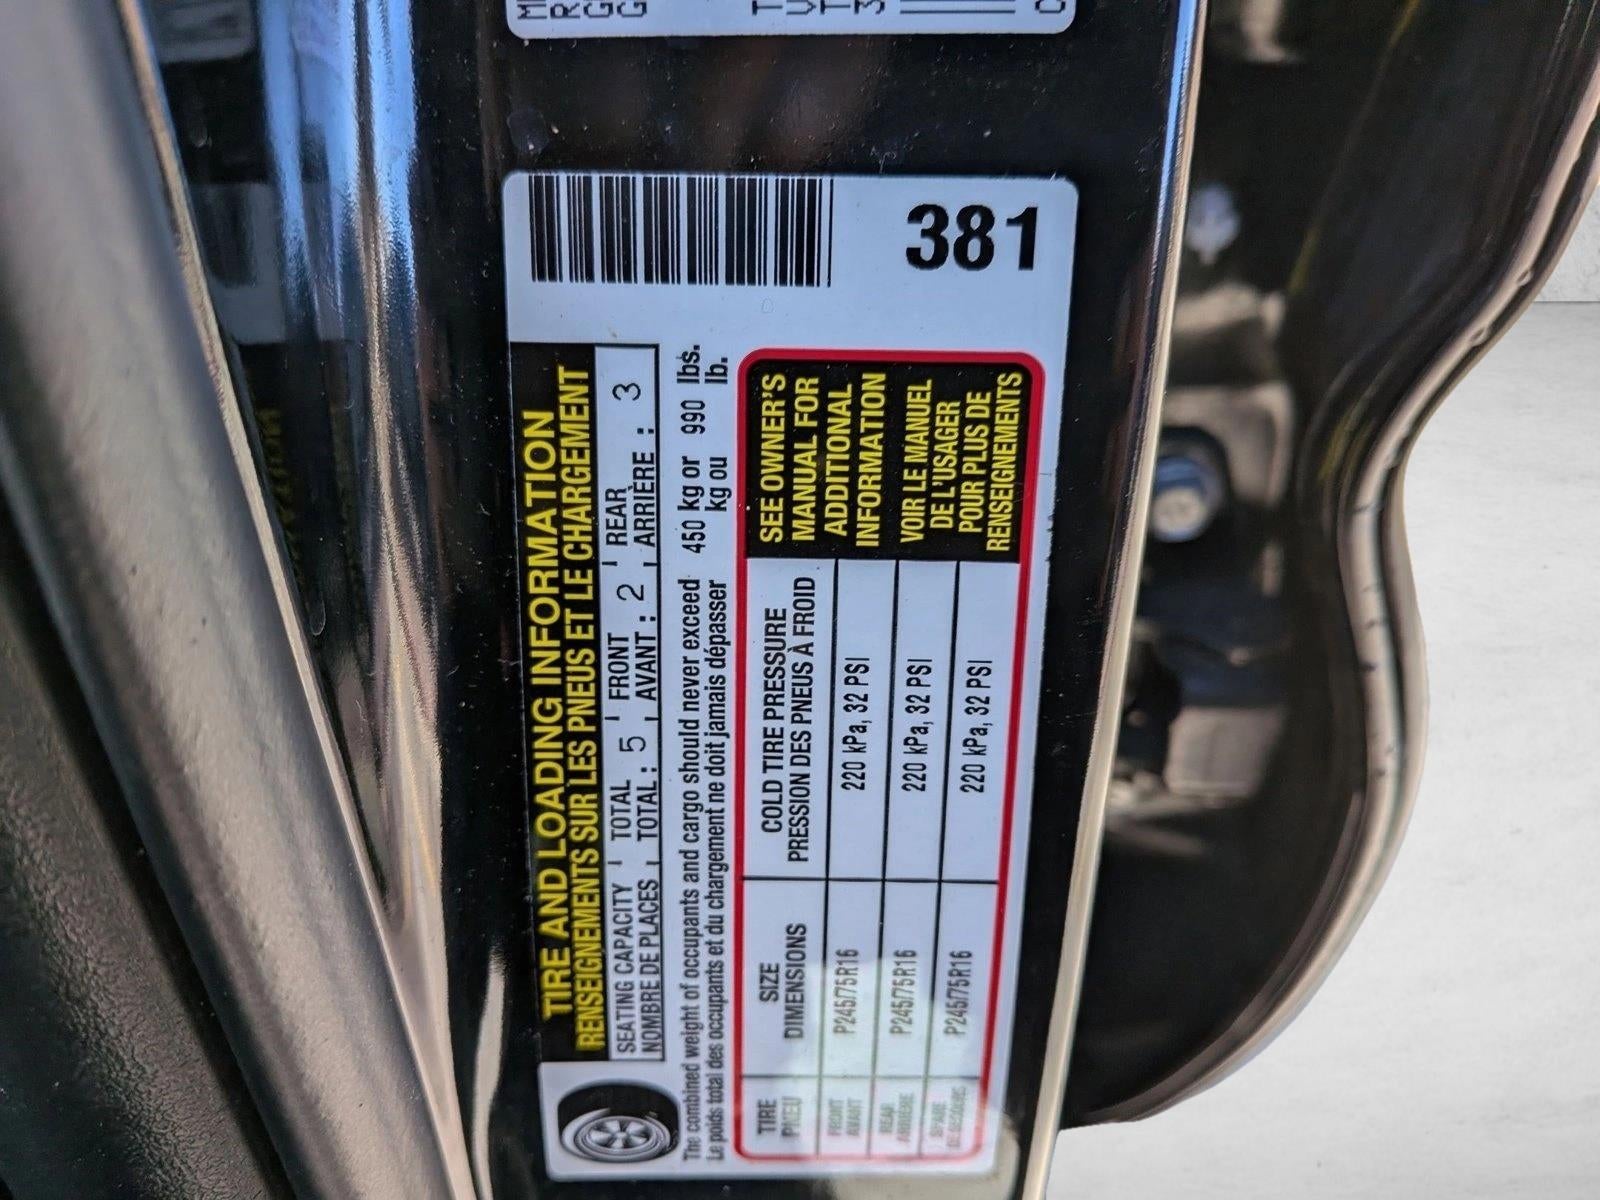 TIRE AND LOADING INFORMATION
RENSEIGNEMENTS SUR LES PNEUS ET LE CHARGEMENT
SEATING CAPACITY TOTAL FRONT REAR
NOMBRE DE PLACES TOTAL: 5 AVANT: 2 ARRIÈRE: 3
The combined weight of occupants and cargo should never exceed 450 kg or 990 lbs.
Le poids total des occupants et du chargement ne doit jamais dépasser kg ou lb.
TIRE SIZE COLD TIRE PRESSURE
PNEU DIMENSIONS PRESSION DES PNEUS À FROID
FRONT
AVANT P245/75R16 220 kPa, 32 PSI
REAR
ARRIÈRE P245/75R16 220 kPa, 32 PSI
SPARE
DE SECOURS P245/75R16 220 kPa, 32 PSI
SEE OWNER'S
MANUAL FOR
ADDITIONAL
INFORMATION
VOIR LE MANUEL
DE L'USAGER
POUR PLUS DE
RENSEIGNEMENTS
381